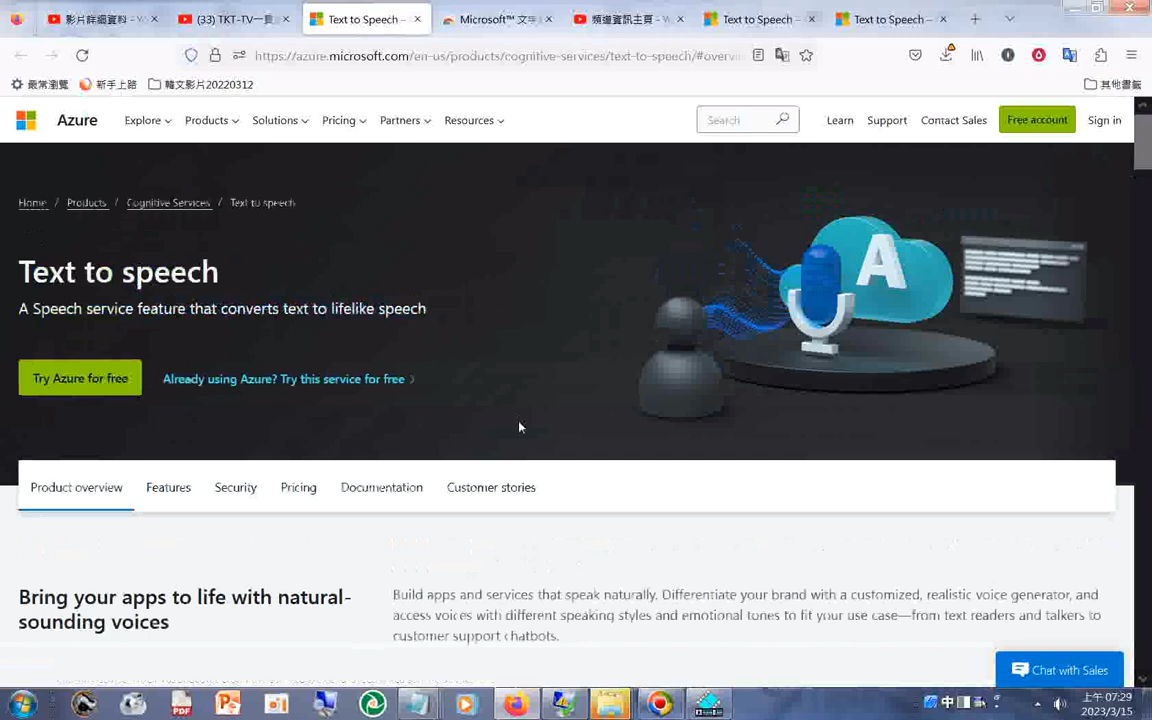 影片詳細資料 - W
(33) TKT-TV一頁
Text to Speech –
Microsoft™ 文字
頻道資訊主頁 - W
Text to Speech –
Text to Speech –
https://azure.microsoft.com/en-us/products/cognitive-services/text-to-speech/#overvi
最常瀏覽
新手上路
韓文影片20220312
其他書籤
Azure
Explore
Products
Solutions
Pricing
Partners
Resources
Search
Learn
Support
Contact Sales
Free account
Sign in
Home / Products / Cognitive Services / Text to speech
Text to speech
A Speech service feature that converts text to lifelike speech
A
Try Azure for free
Already using Azure? Try this service for free
Product overview
Features
Security
Pricing
Documentation
Customer stories
Bring your apps to life with natural-
sounding voices
Build apps and services that speak naturally. Differentiate your brand with a customized, realistic voice generator, and
access voices with different speaking styles and emotional tones to fit your use case—from text readers and talkers to
customer support chatbots.
Chat with Sales
PDF
中
上午 07:29
2023/3/15